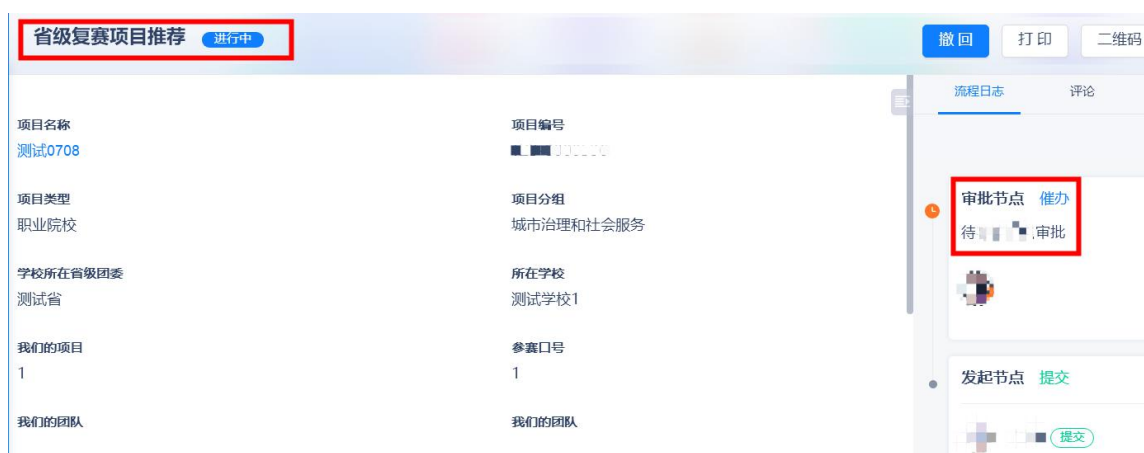 省级复赛项目推荐 进行中
撤回 打印 二维码
流程日志 评论
项目名称 项目编号
测试0708
项目类型 项目分组
职业院校 城市治理和社会服务
学校所在省级团委 所在学校
测试省 测试学校1
我们的项目 参赛口号
1 1
我们的团队 我们的团队
审批节点 催办
待 审批
发起节点 提交
提交